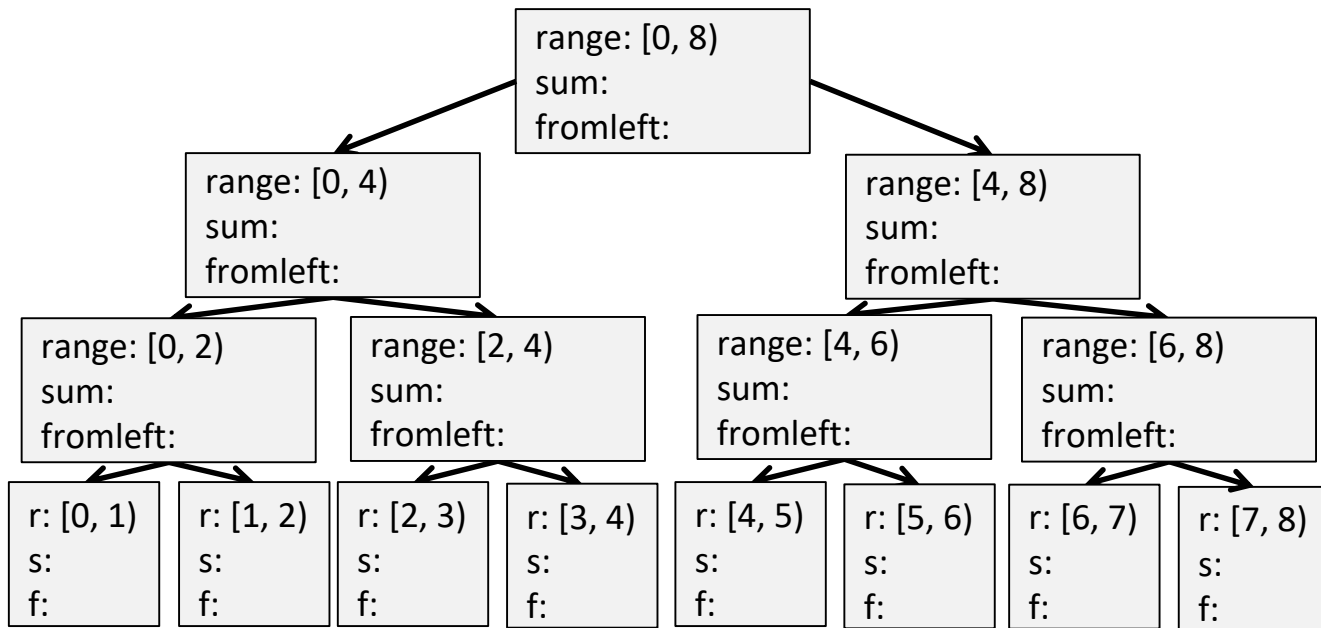 range: [0, 8)
sum:
fromleft:
range: [0, 4)
sum:
fromleft:
range: [4, 8)
sum:
fromleft:
range: [0, 2)
sum:
fromleft:
range: [2, 4)
sum:
fromleft:
range: [4, 6)
sum:
fromleft:
range: [6, 8)
sum:
fromleft:
r: [0, 1)
s:
f:
r: [1, 2)
s:
f:
r: [2, 3)
s:
f:
r: [3, 4)
s:
f:
r: [4, 5)
s:
f:
r: [5, 6)
s:
f:
r: [6, 7)
s:
f:
r: [7, 8)
s:
f: